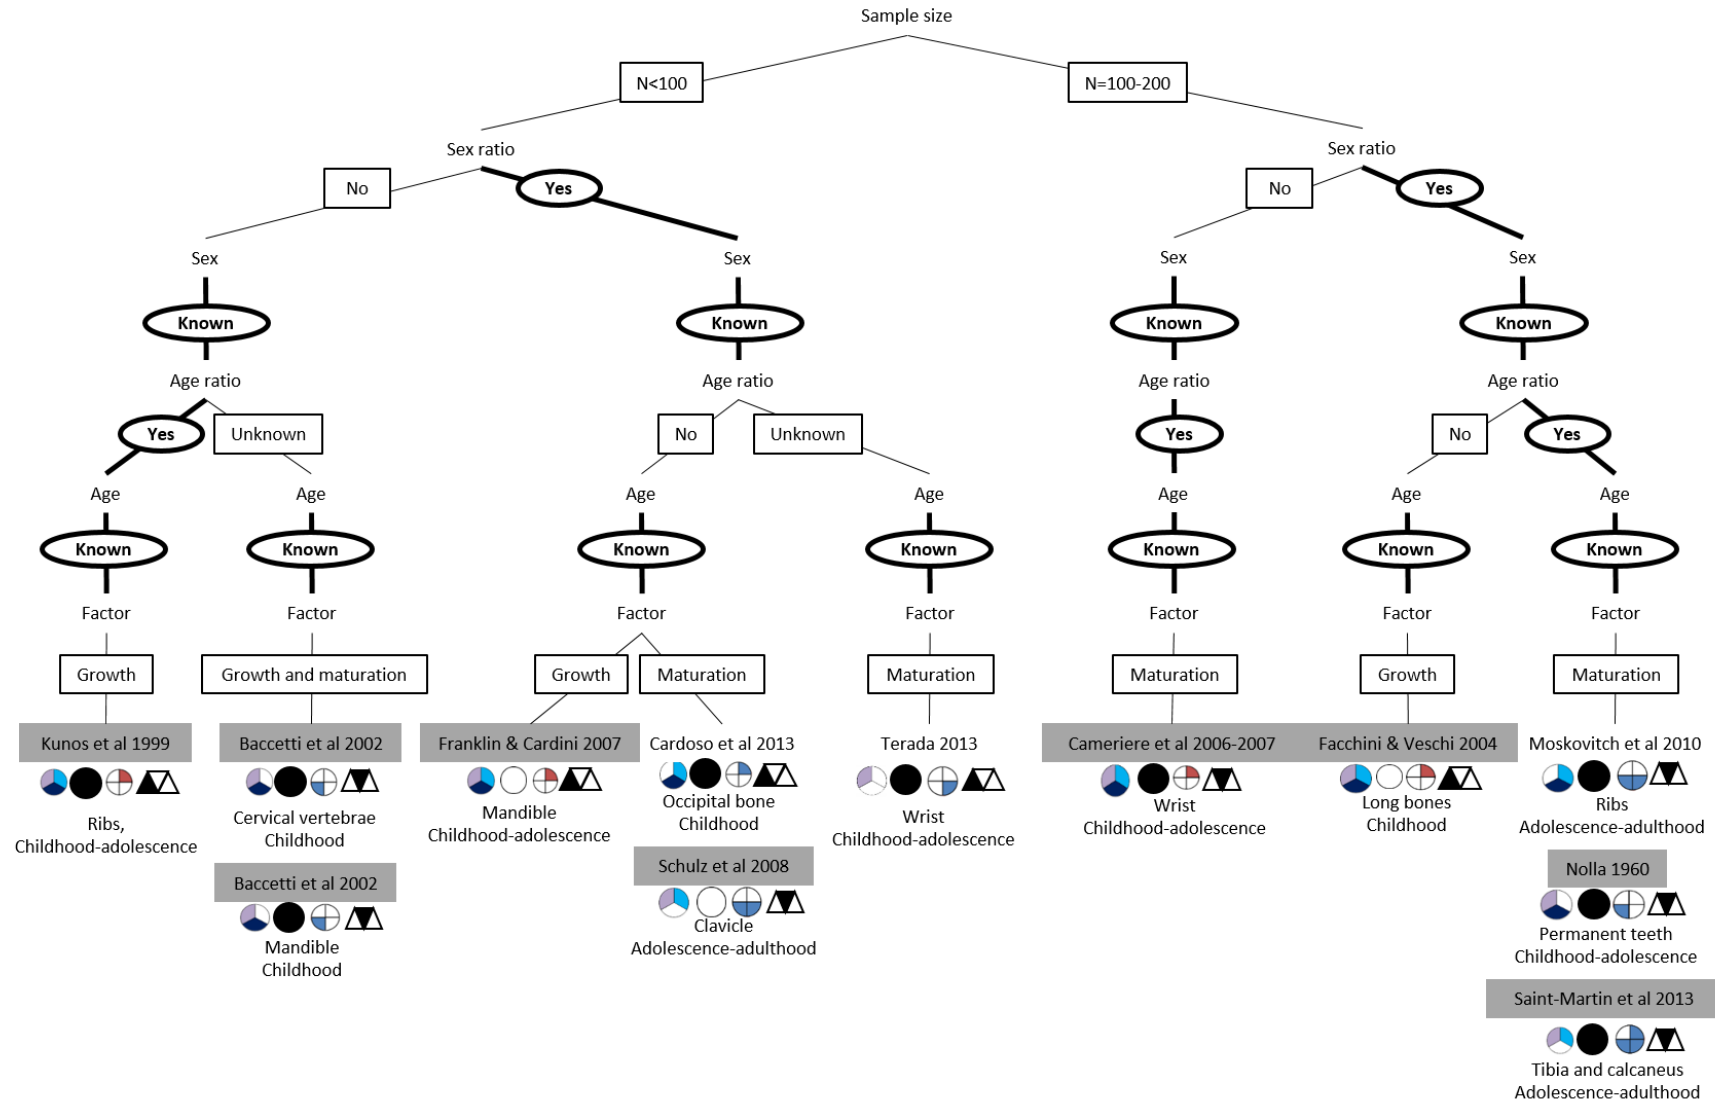 Sample size
N<100
N=100-200
Sex ratio
Sex ratio
No
Yes
No
Yes
Sex
Sex
Sex
Sex
Known
Known
Known
Known
Age ratio
Age ratio
Age ratio
Age ratio
Yes
Unknown
No
Unknown
Yes
No
Yes
Age
Age
Age
Age
Age
Age
Age
Known
Known
Known
Known
Known
Known
Known
Factor
Factor
Factor
Factor
Factor
Factor
Factor
Growth
Growth and maturation
Growth
Maturation
Maturation
Maturation
Growth
Maturation
Kunos et al 1999
Ribs,
Childhood-adolescence
Baccetti et al 2002
Cervical vertebrae
Childhood
Baccetti et al 2002
Mandible
Childhood
Franklin & Cardini 2007
Mandible
Childhood-adolescence
Cardoso et al 2013
Occipital bone
Childhood
Schulz et al 2008
Clavicle
Adolescence-adulthood
Terada 2013
Wrist
Childhood-adolescence
Cameriere et al 2006-2007
Wrist
Childhood-adolescence
Facchini & Veschi 2004
Long bones
Childhood
Moskovitch et al 2010
Ribs
Adolescence-adulthood
Nolla 1960
Permanent teeth
Childhood-adolescence
Saint-Martin et al 2013
Tibia and calcaneus
Adolescence-adulthood